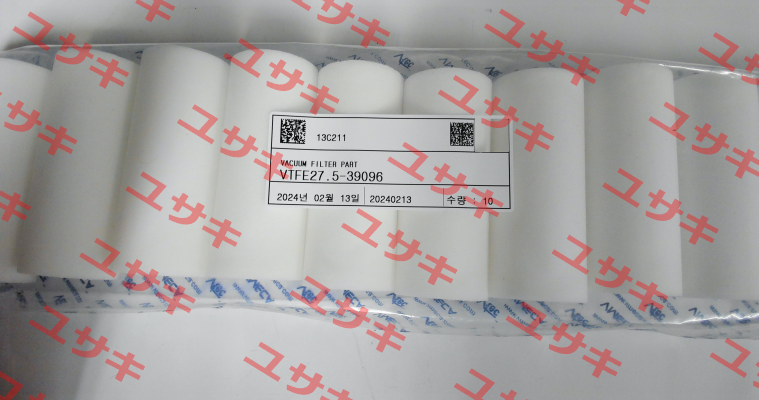 13C211
VACUUM FILTER PART
VTFE27.5-39096
2024년 02월 13일 20240213 수량 : 10
ユサキ